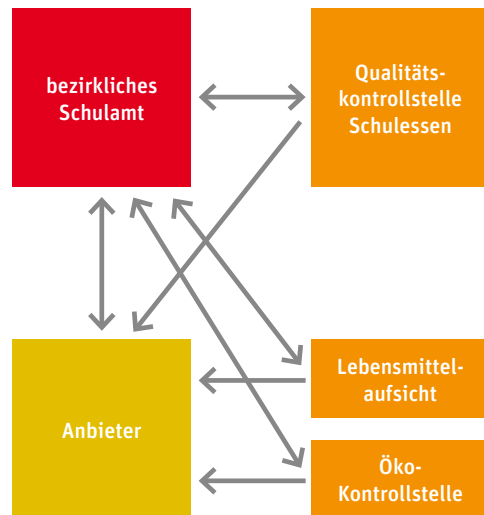 bezirkliches
Schulamt
Qualitäts-
kontrollstelle
Schulessen
Anbieter
Lebensmittel-
aufsicht
Öko-
Kontrollstelle